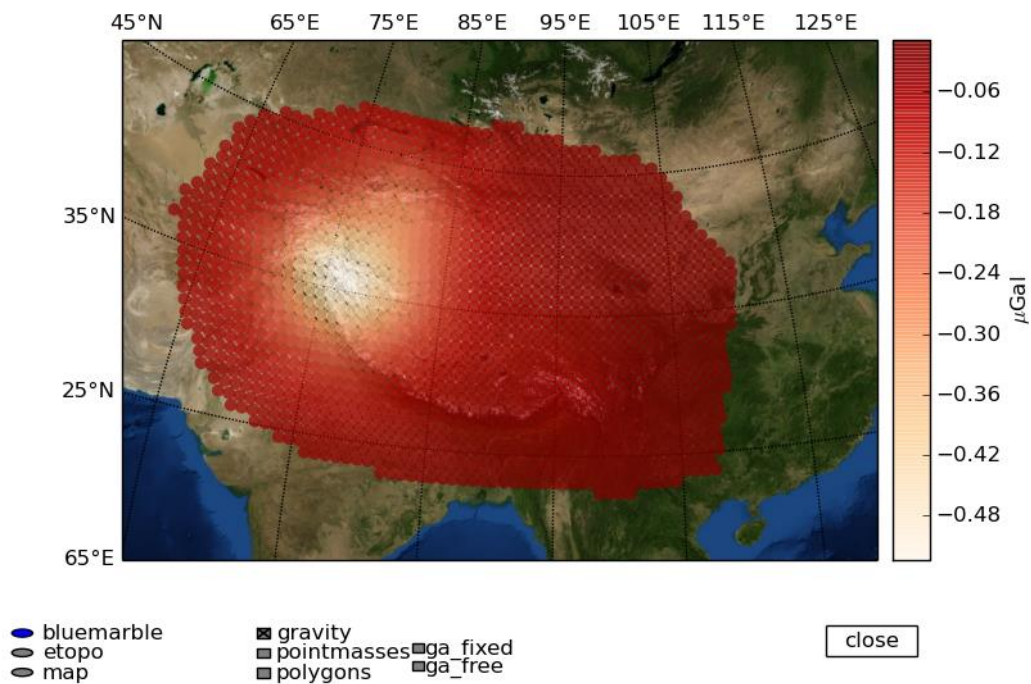 45°N 65°E 75°E 85°E 95°E 105°E 115°E 125°E
35°N
25°N
65°E
−0.06
−0.12
−0.18
−0.24
−0.30
−0.36
−0.42
−0.48
μGal
bluemarble
etopo
map
gravity
pointmasses
polygons
ga_fixed
ga_free
close